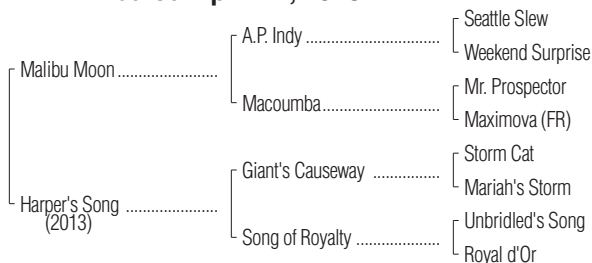 Malibu Moon
A.P. Indy
Seattle Slew
Weekend Surprise
Macoumba
Mr. Prospector
Maximova (FR)
Harper's Song
(2013)
Giant's Causeway
Storm Cat
Mariah's Storm
Song of Royalty
Unbridled's Song
Royal d'Or